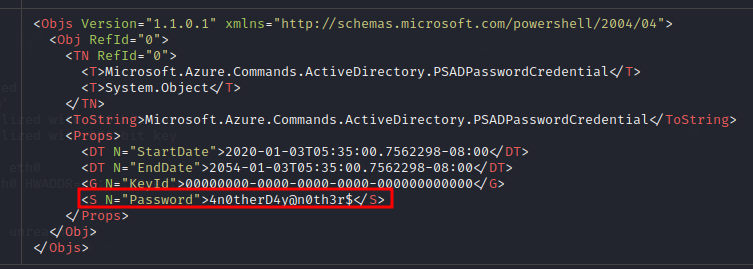 <Objs Version="1.1.0.1" xmlns="http://schemas.microsoft.com/powershell/2004/04">
<Obj RefId="0">
<TN RefId="0">
<T>Microsoft.Azure.Commands.ActiveDirectory.PSADPasswordCredential</T>
<T>System.Object</T>
</TN>
<ToString>Microsoft.Azure.Commands.ActiveDirectory.PSADPasswordCredential</ToString>
<Props>
<DT N="StartDate">2020-01-03T05:35:00.7562298-08:00</DT>
<DT N="EndDate">2054-01-03T05:35:00.7562298-08:00</DT>
<G N="KeyId">00000000-0000-0000-0000-000000000000</G>
<S N="Password">4n0therD4y@n0th3r$</S>
</Props>
</Obj>
</Objs>